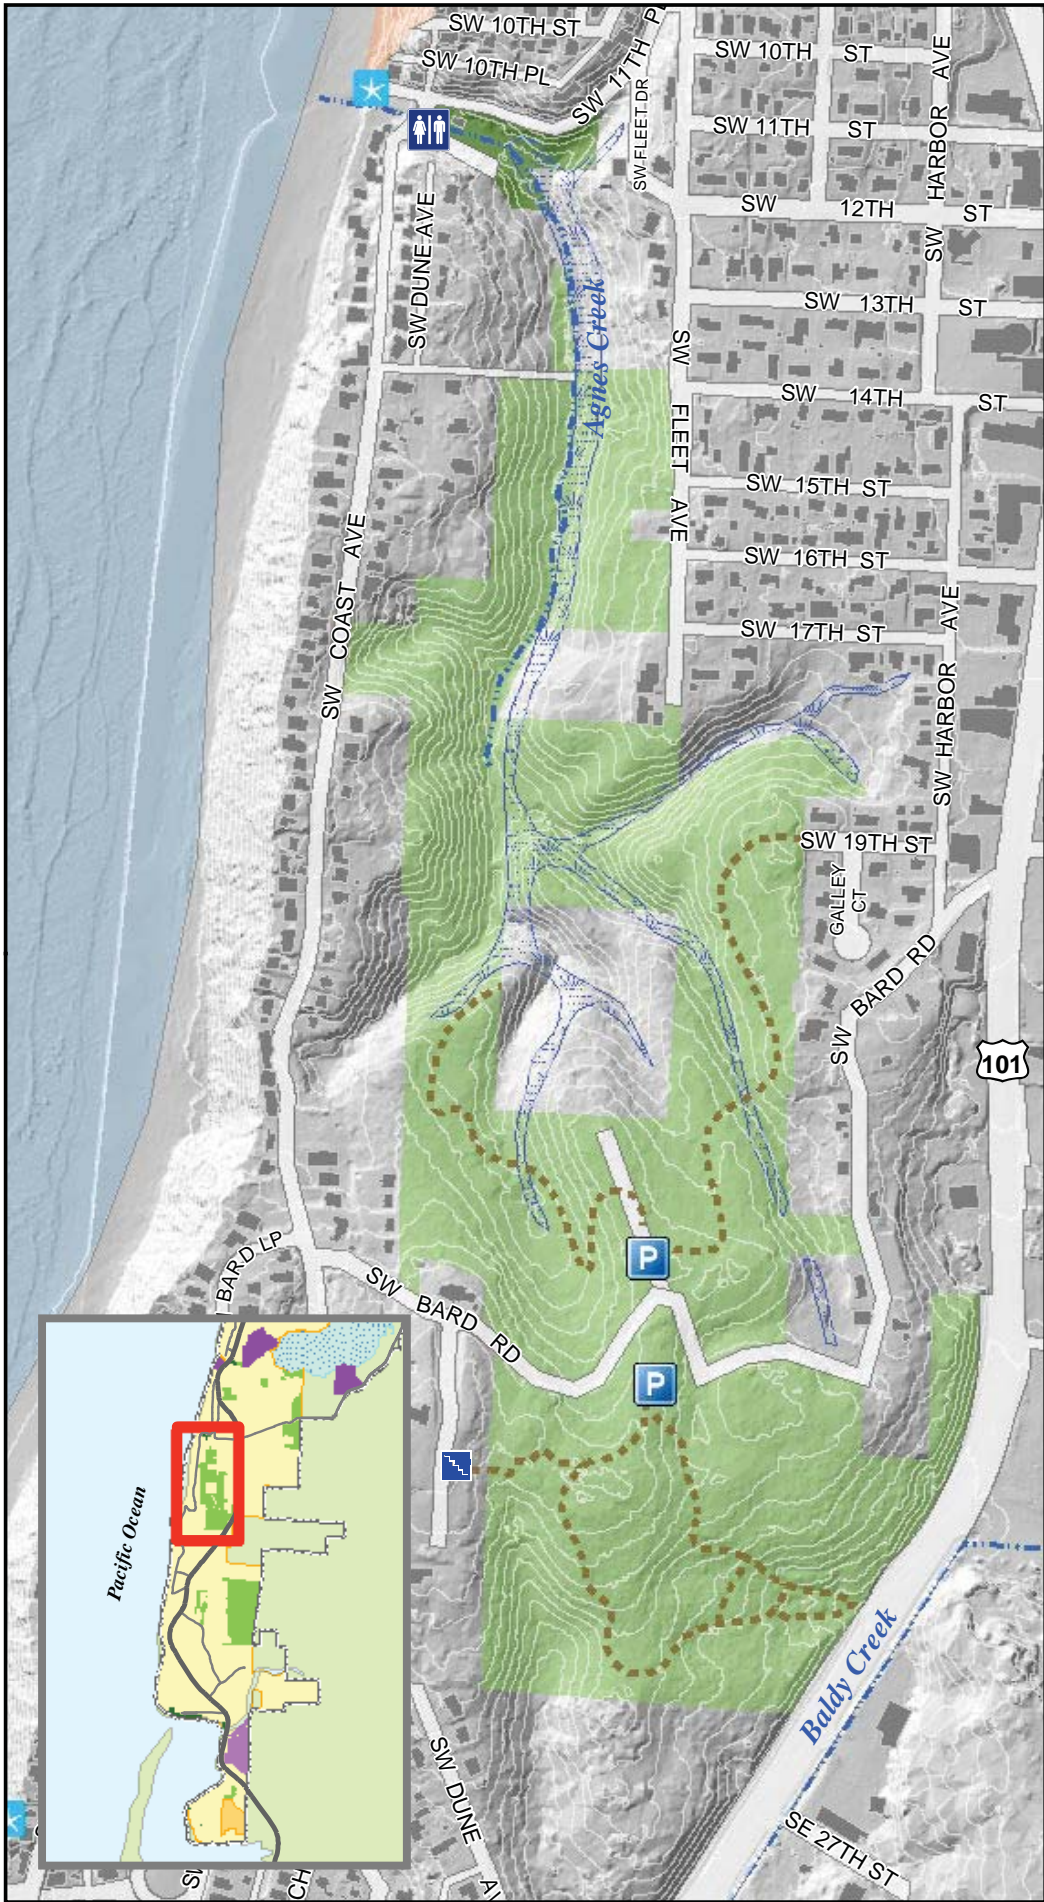 SW 10TH ST
SW 10TH PL
SW 11TH PL
SW FLEET DR
SW 10TH ST
SW 11TH ST
SW 12TH ST
SW HARBOR AVE
SW DUNE AVE
Agnes Creek
SW 13TH ST
SW FLEET AVE
SW 14TH ST
SW 15TH ST
SW COAST AVE
SW 16TH ST
SW 17TH ST
SW HARBOR AVE
SW 19TH ST
GALLEY
CT
SW BARD RD
101
BARD LP
P
SW BARD RD
P
Pacific Ocean
Baldy Creek
SW DUNE
SE 27TH ST
CH